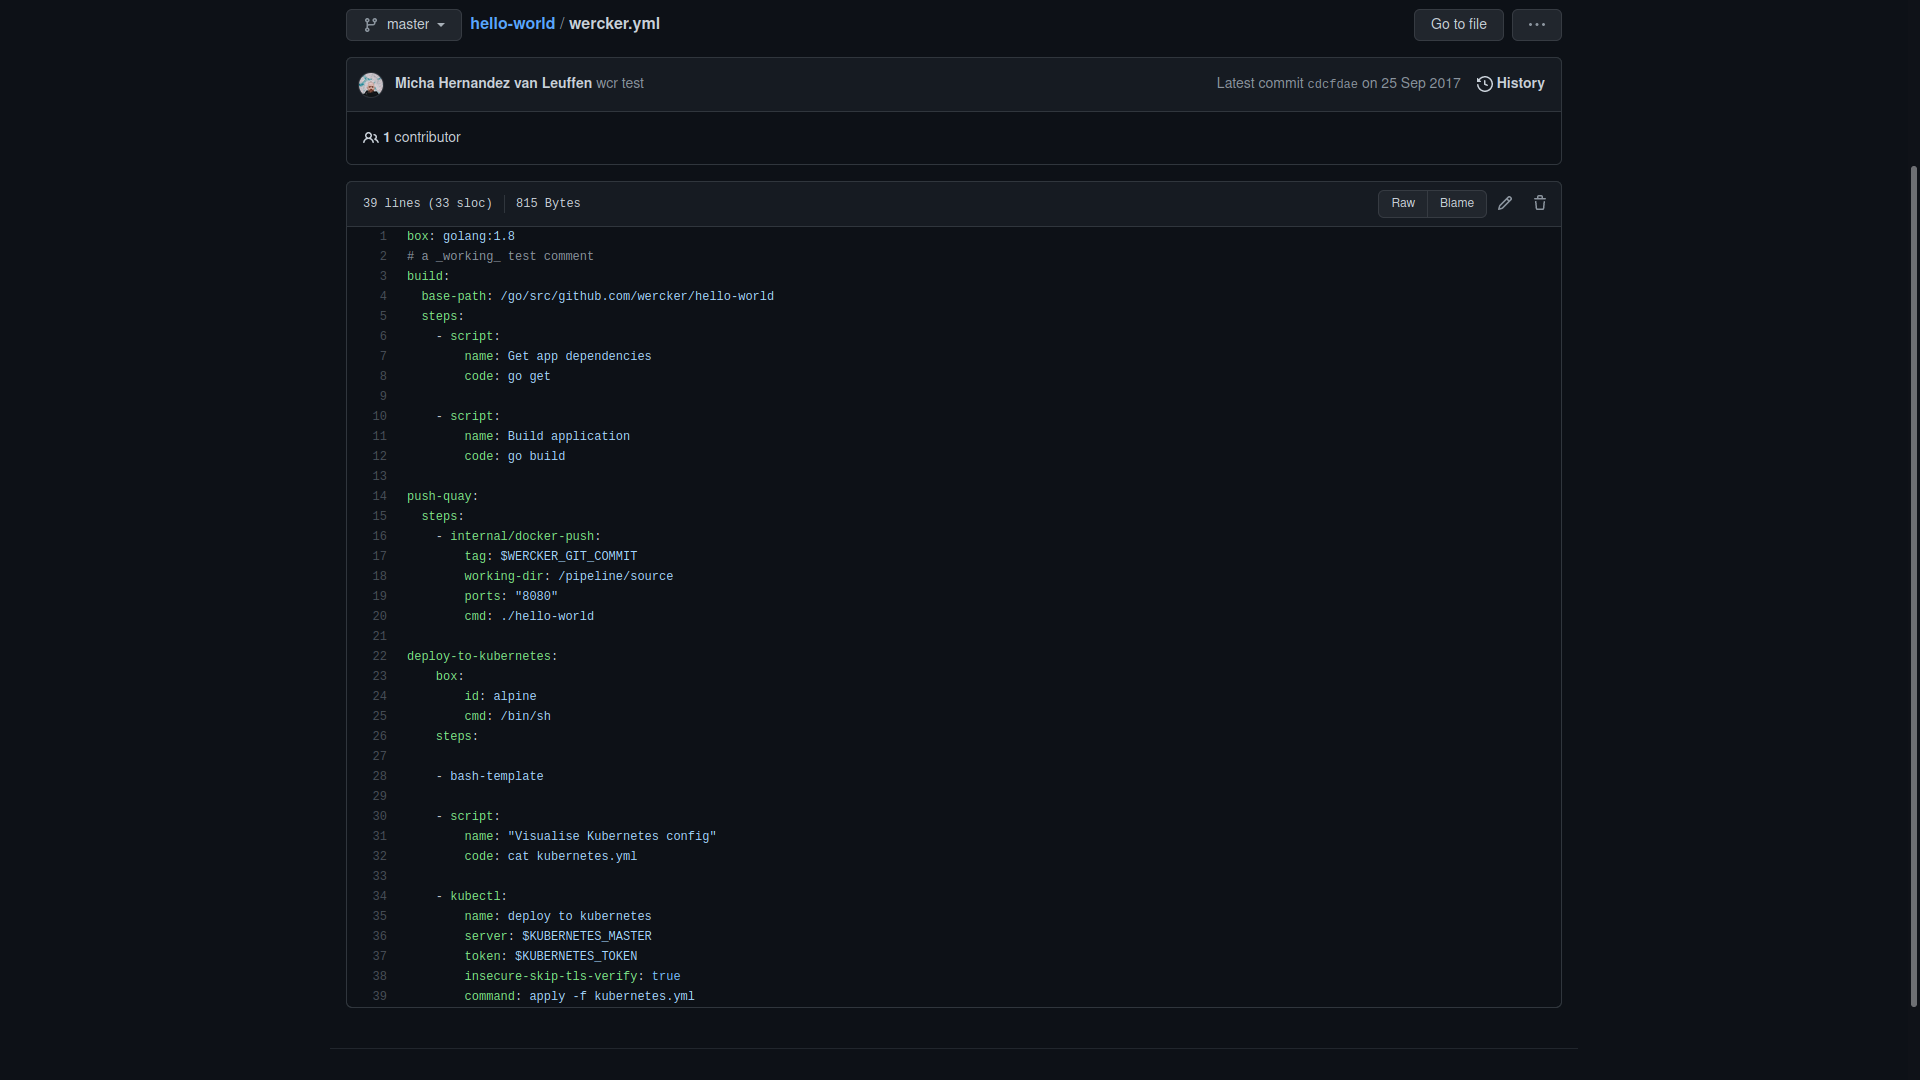 master
hello-world / wercker.yml
Go to file
...
Micha Hernandez van Leuffen wcr test
Latest commit cdcfdae on 25 Sep 2017
History
1 contributor
39 lines (33 sloc) 815 Bytes
Raw
Blame
1 box: golang:1.8
2 # a _working_ test comment
3 build:
4   base-path: /go/src/github.com/wercker/hello-world
5   steps:
6     - script:
7         name: Get app dependencies
8         code: go get
9
10     - script:
11         name: Build application
12         code: go build
13
14 push-quay:
15   steps:
16     - internal/docker-push:
17         tag: $WERCKER_GIT_COMMIT
18         working-dir: /pipeline/source
19         ports: "8080"
20         cmd: ./hello-world
21
22 deploy-to-kubernetes:
23     box:
24         id: alpine
25         cmd: /bin/sh
26     steps:
27
28     - bash-template
29
30     - script:
31         name: "Visualise Kubernetes config"
32         code: cat kubernetes.yml
33
34     - kubectl:
35         name: deploy to kubernetes
36         server: $KUBERNETES_MASTER
37         token: $KUBERNETES_TOKEN
38         insecure-skip-tls-verify: true
39         command: apply -f kubernetes.yml